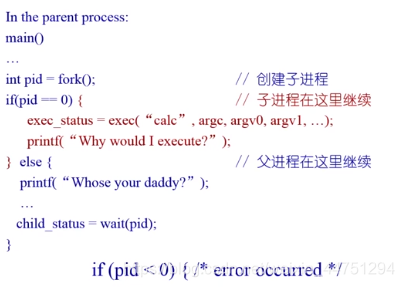 In the parent process:
main()
…
int pid = fork(); // 创建子进程
if(pid == 0) { // 子进程在这里继续
exec_status = exec(“calc”, argc, argv0, argv1, …);
printf(“Why would I execute?”);
} else { // 父进程在这里继续
printf(“Whose your daddy?”);
…
child_status = wait(pid);
}
if (pid < 0) { /* error occurred */